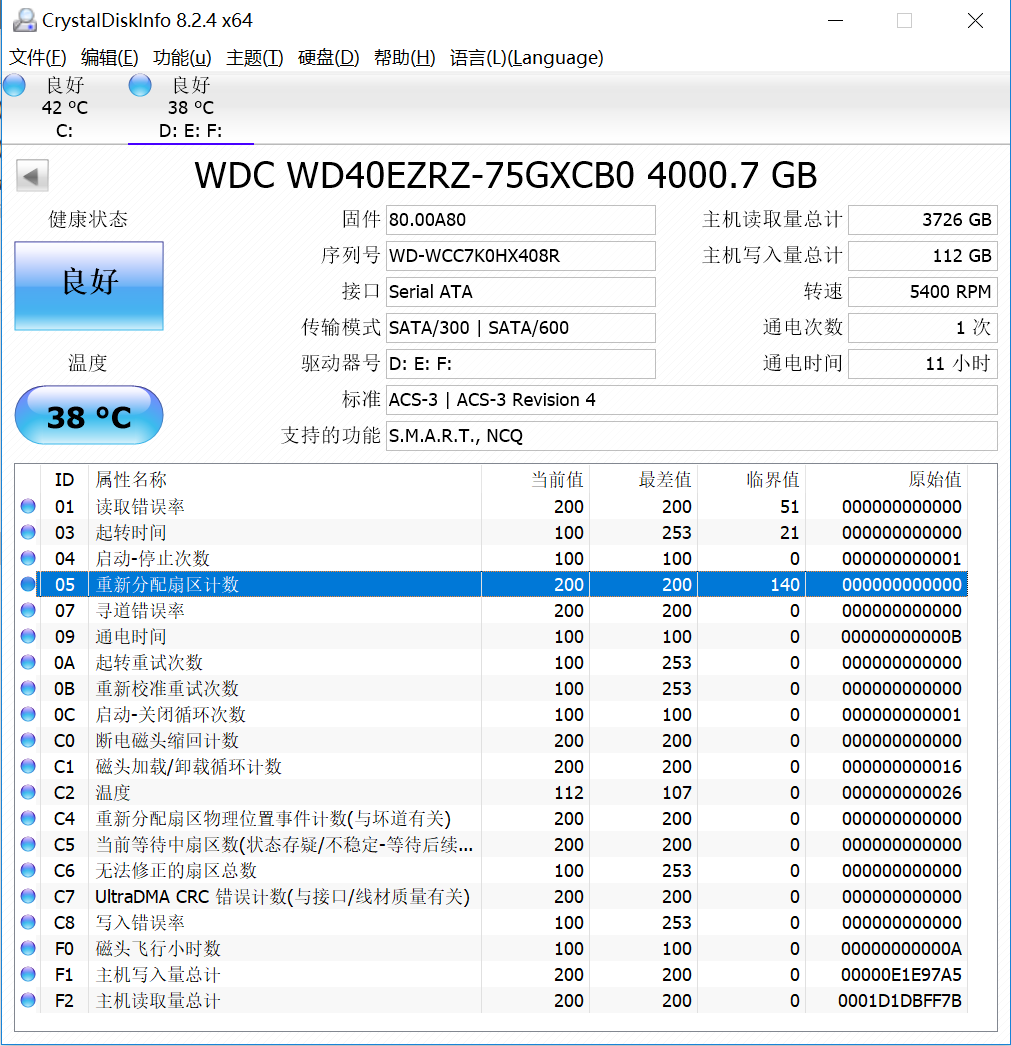 CrystalDiskInfo 8.2.4 x64
文件(F) 编辑(E) 功能(u) 主题(T) 硬盘(D) 帮助(H) 语言(L)(Language)
良好 良好
42 °C 38 °C
C: D: E: F:
WDC WD40EZRZ-75GXCB0 4000.7 GB
健康状态 固件 80.00A80 主机读取量总计 3726 GB
良好 序列号 WD-WCC7K0HX408R 主机写入量总计 112 GB
接口 Serial ATA 转速 5400 RPM
传输模式 SATA/300 | SATA/600 通电次数 1 次
温度 驱动器号 D: E: F: 通电时间 11 小时
38 °C 标准 ACS-3 | ACS-3 Revision 4
支持的功能 S.M.A.R.T., NCQ
ID 属性名称 当前值 最差值 临界值 原始值
01 读取错误率 200 200 51 000000000000
03 起转时间 100 253 21 000000000000
04 启动-停止次数 100 100 0 000000000001
05 重新分配扇区计数 200 200 140 000000000000
07 寻道错误率 200 200 0 000000000000
09 通电时间 100 100 0 00000000000B
0A 起转重试次数 100 253 0 000000000000
0B 重新校准重试次数 100 253 0 000000000000
0C 启动-关闭循环次数 100 100 0 000000000001
C0 断电磁头缩回计数 200 200 0 000000000000
C1 磁头加载/卸载循环计数 200 200 0 000000000016
C2 温度 112 107 0 000000000026
C4 重新分配扇区物理位置事件计数(与坏道有关) 200 200 0 000000000000
C5 当前等待中扇区数(状态存疑/不稳定-等待后续... 200 200 0 000000000000
C6 无法修正的扇区总数 100 253 0 000000000000
C7 UltraDMA CRC 错误计数(与接口/线材质量有关) 200 200 0 000000000000
C8 写入错误率 100 253 0 000000000000
F0 磁头飞行小时数 100 100 0 00000000000A
F1 主机写入量总计 200 200 0 00000E1E97A5
F2 主机读取量总计 200 200 0 0001D1DBFF7B